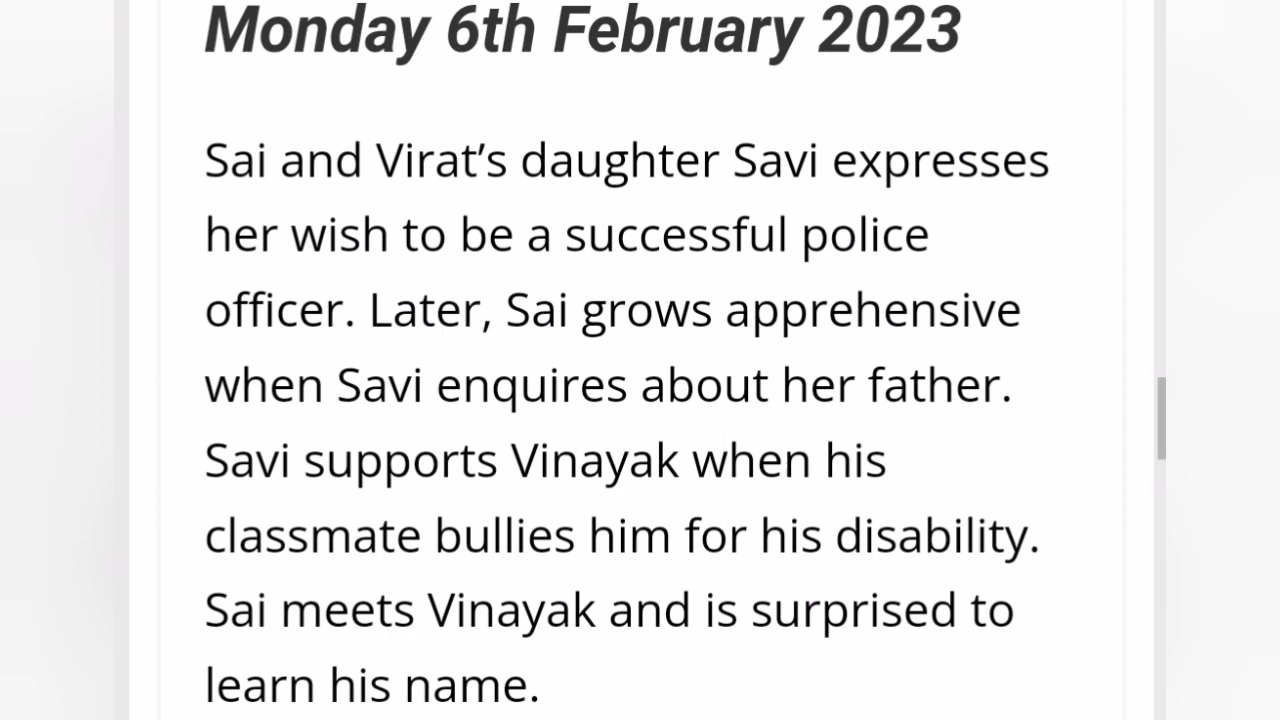 Monday 6th February 2023
Sai and Virat’s daughter Savi expresses
her wish to be a successful police
officer. Later, Sai grows apprehensive
when Savi enquires about her father.
Savi supports Vinayak when his
classmate bullies him for his disability.
Sai meets Vinayak and is surprised to
learn his name.